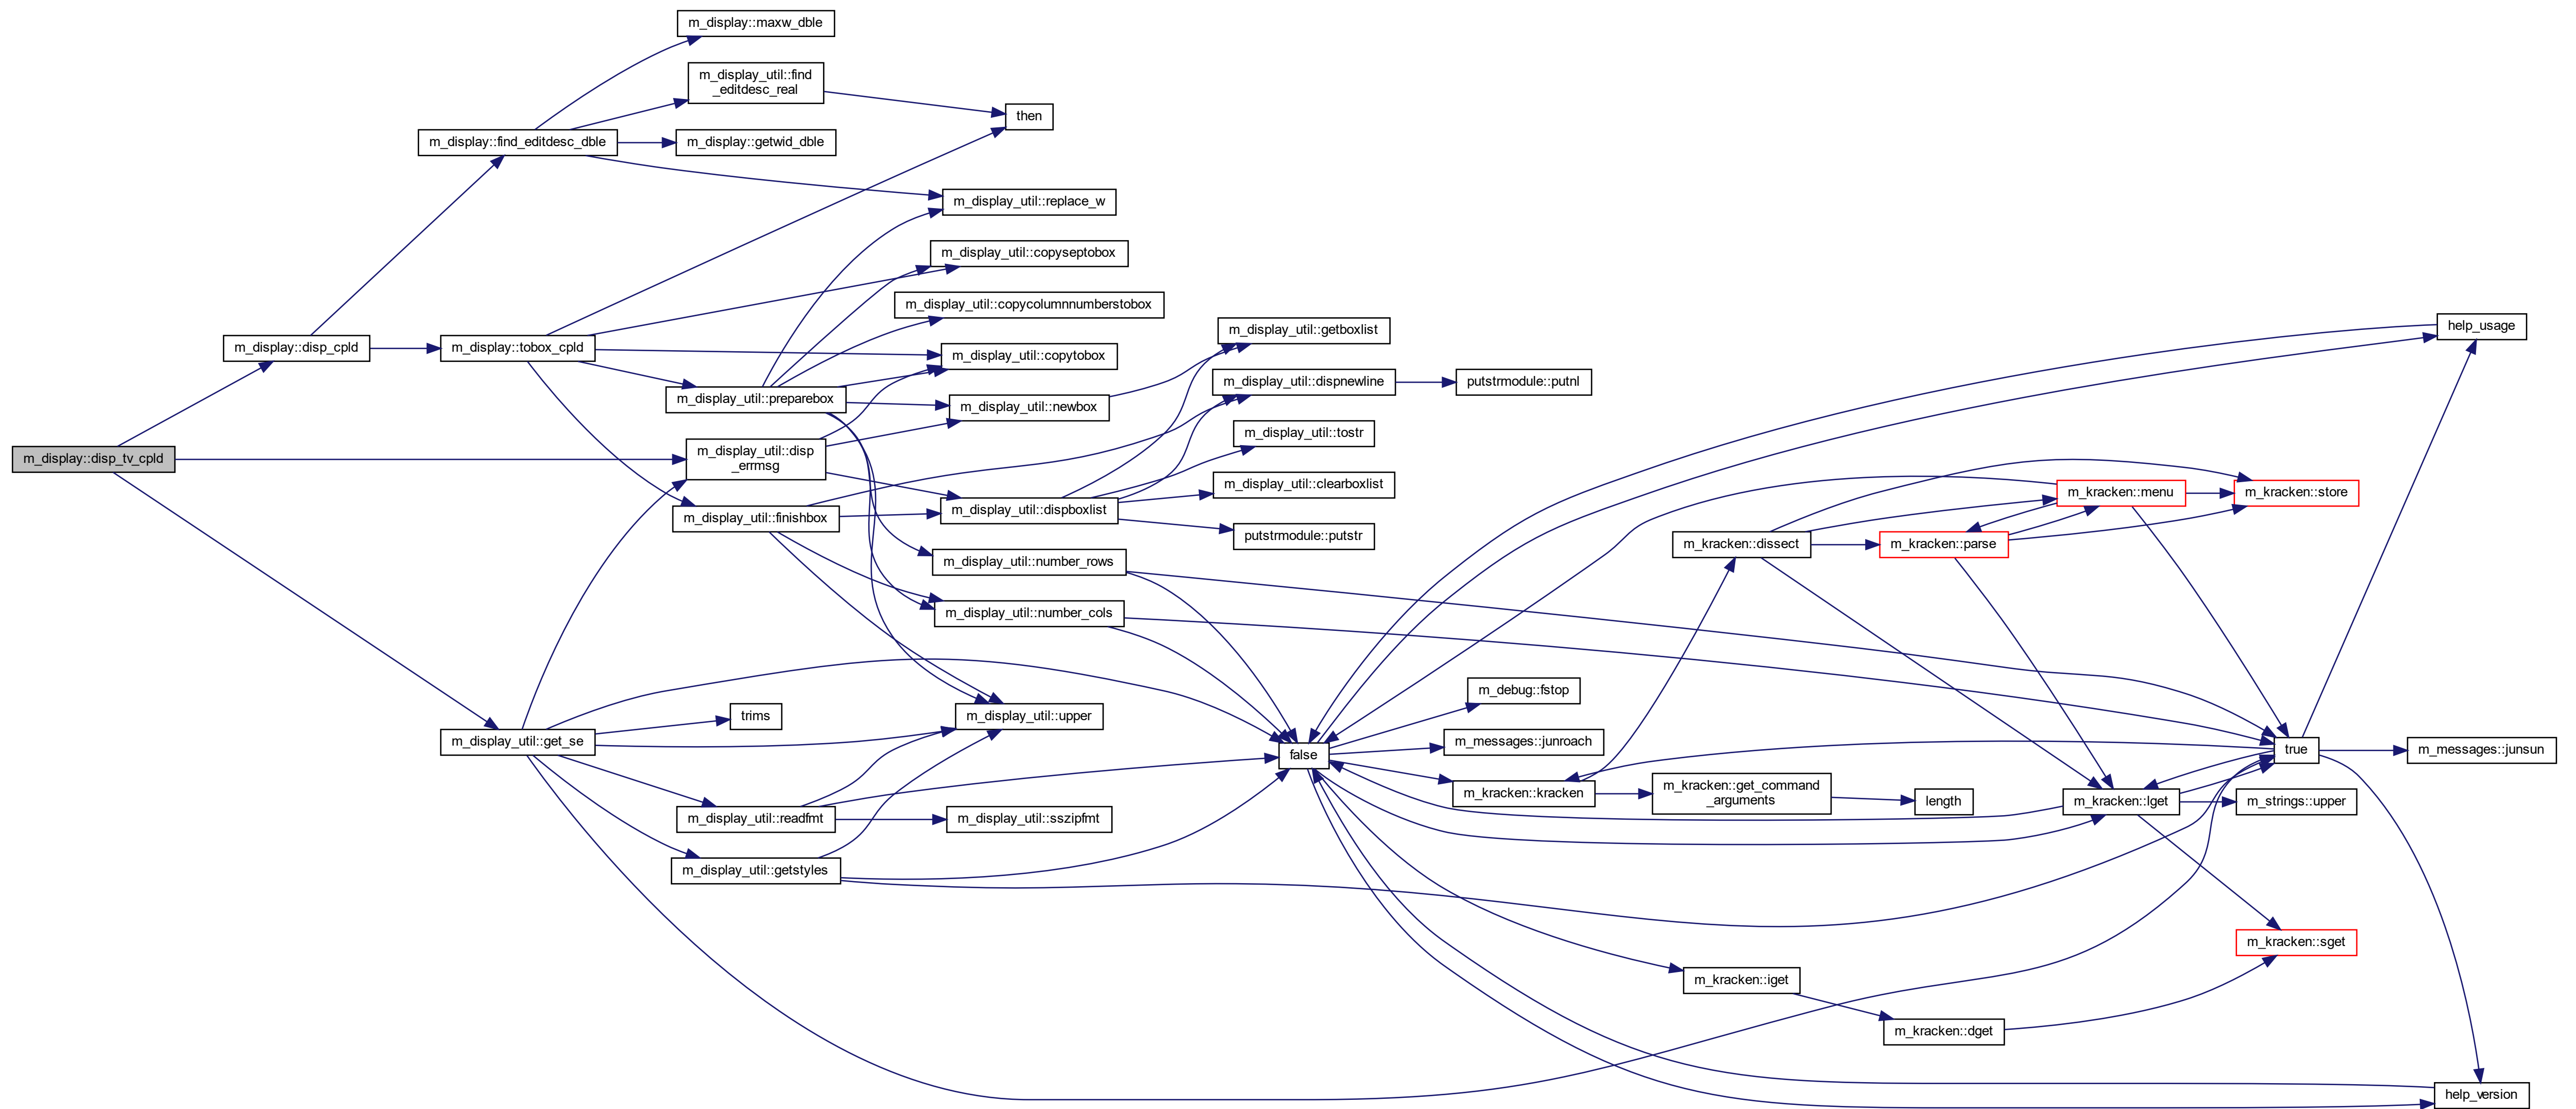 m_display::maxw_dble
m_display_util::find
_editdesc_real
then
m_display::find_editdesc_dble
m_display::getwid_dble
m_display_util::replace_w
m_display_util::copyseptobox
m_display_util::copycolumnnumberstobox
m_display_util::getboxlist
help_usage
m_display::disp_cpld
m_display::tobox_cpld
m_display_util::copytobox
m_display_util::dispnewline
putstrmodule::putnl
m_display_util::preparebox
m_display_util::newbox
m_display_util::tostr
m_display::disp_tv_cpld
m_display_util::disp
_errmsg
m_display_util::clearboxlist
m_kracken::menu
m_kracken::store
m_display_util::finishbox
m_display_util::dispboxlist
putstrmodule::putstr
m_kracken::dissect
m_kracken::parse
m_display_util::number_rows
m_display_util::number_cols
m_debug::fstop
trims
m_display_util::upper
m_display_util::get_se
m_messages::junroach
false
true
m_messages::junsun
m_kracken::kracken
m_kracken::get_command
_arguments
length
m_kracken::lget
m_strings::upper
m_display_util::readfmt
m_display_util::sszipfmt
m_display_util::getstyles
m_kracken::sget
m_kracken::iget
m_kracken::dget
help_version